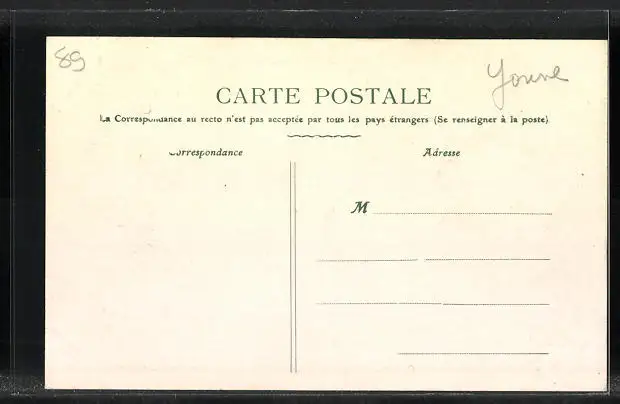 89
Yonne
CARTE POSTALE
La Correspondance au recto n'est pas acceptée par tous les pays étrangers (Se renseigner à la poste)
Correspondance
Adresse
M